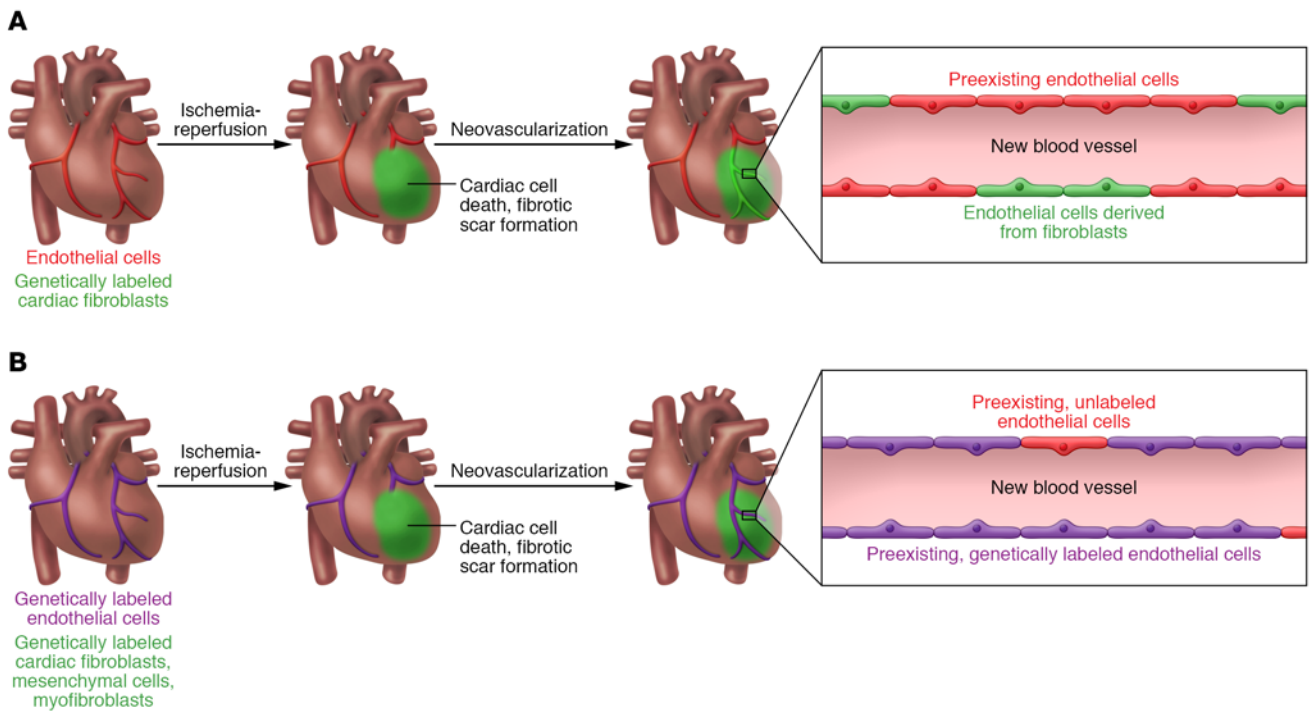 A
Ischemia-
reperfusion
Neovascularization
Cardiac cell
death, fibrotic
scar formation
Endothelial cells
Genetically labeled
cardiac fibroblasts
Preexisting endothelial cells
New blood vessel
Endothelial cells derived
from fibroblasts
B
Ischemia-
reperfusion
Neovascularization
Cardiac cell
death, fibrotic
scar formation
Genetically labeled
endothelial cells
Genetically labeled
cardiac fibroblasts,
mesenchymal cells,
myofibroblasts
Preexisting, unlabeled
endothelial cells
New blood vessel
Preexisting, genetically labeled endothelial cells